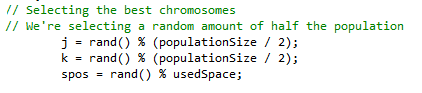 // Selecting the best chromosomes
// We're selecting a random amount of half the population
j = rand() % (populationSize / 2);
k = rand() % (populationSize / 2);
spos = rand() % usedSpace;